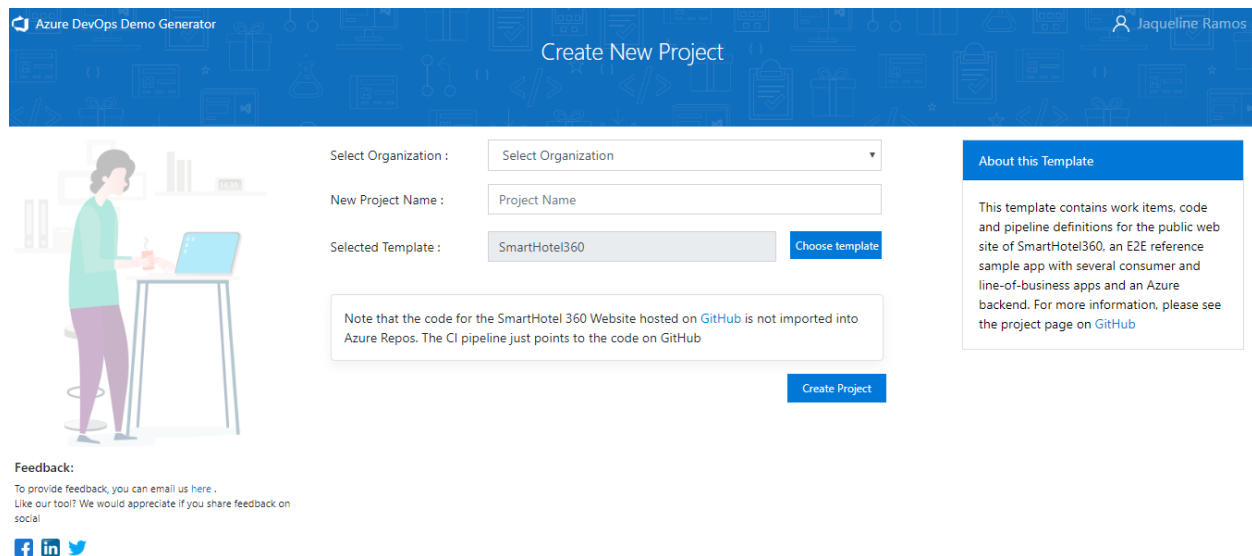 Azure DevOps Demo Generator
Jaqueline Ramos
Create New Project
Select Organization :
Select Organization
New Project Name :
Project Name
Selected Template :
SmartHotel360
Choose template
Note that the code for the SmartHotel 360 Website hosted on GitHub is not imported into
Azure Repos. The CI pipeline just points to the code on GitHub
Create Project
About this Template
This template contains work items, code
and pipeline definitions for the public web
site of SmartHotel360, an E2E reference
sample app with several consumer and
line-of-business apps and an Azure
backend. For more information, please see
the project page on GitHub
Feedback:
To provide feedback, you can email us here .
Like our tool? We would appreciate if you share feedback on
social